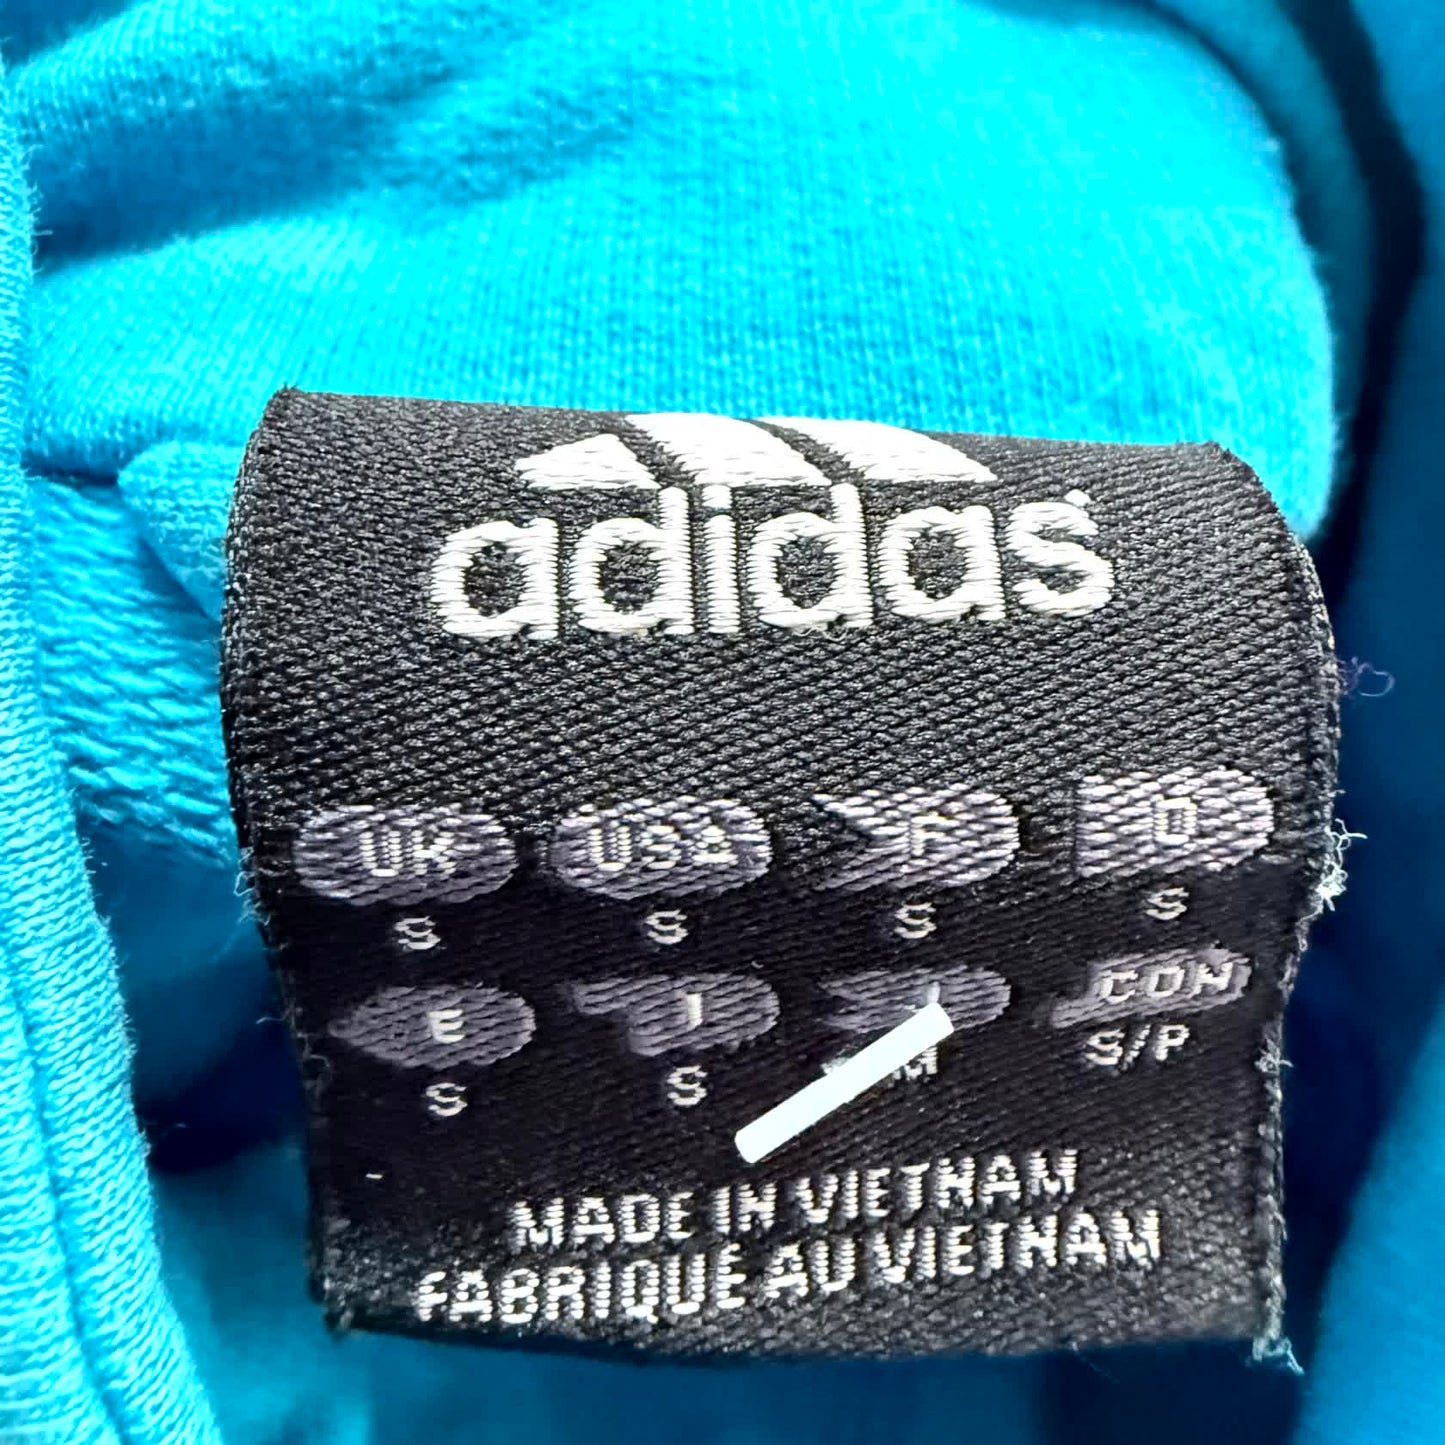 adidas
UK USA F D
S S S S
E I J CDN
S S M S/P
MADE IN VIETNAM
FABRIQUÉ AU VIETNAM